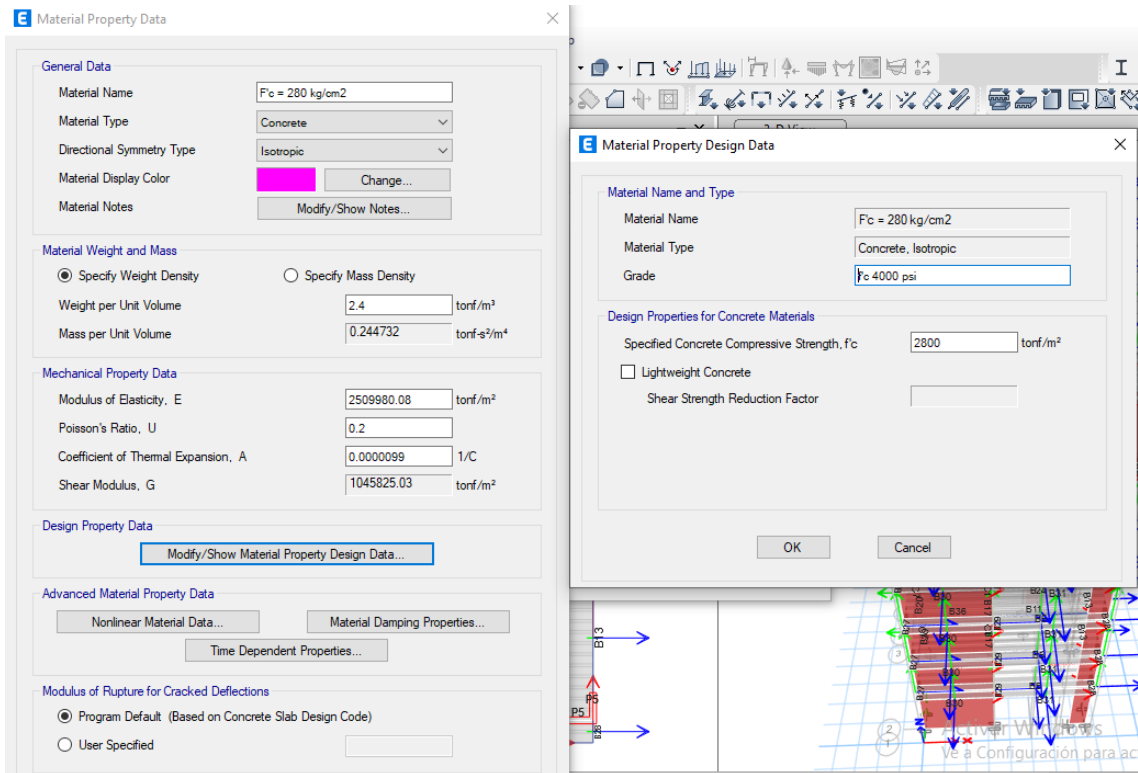 Material Property Data
General Data
Material Name F'c = 280 kg/cm2
Material Type Concrete
Directional Symmetry Type Isotropic
Material Display Color Change...
Material Notes Modify/Show Notes...
Material Weight and Mass
Specify Weight Density Specify Mass Density
Weight per Unit Volume 2.4 tonf/m³
Mass per Unit Volume 0.244732 tonf-s²/m⁴
Mechanical Property Data
Modulus of Elasticity, E 2509980.08 tonf/m²
Poisson's Ratio, U 0.2
Coefficient of Thermal Expansion, A 0.0000099 1/C
Shear Modulus, G 1045825.03 tonf/m²
Design Property Data
Modify/Show Material Property Design Data...
Advanced Material Property Data
Nonlinear Material Data... Material Damping Properties...
Time Dependent Properties...
Modulus of Rupture for Cracked Deflections
Program Default (Based on Concrete Slab Design Code)
User Specified
Material Property Design Data
Material Name and Type
Material Name F'c = 280 kg/cm2
Material Type Concrete, Isotropic
Grade f'c 4000 psi
Design Properties for Concrete Materials
Specified Concrete Compressive Strength, f'c 2800 tonf/m²
Lightweight Concrete
Shear Strength Reduction Factor
OK Cancel
B13
P5
P5
B26
B36
Activar Windows
Ve a Configuración para ac